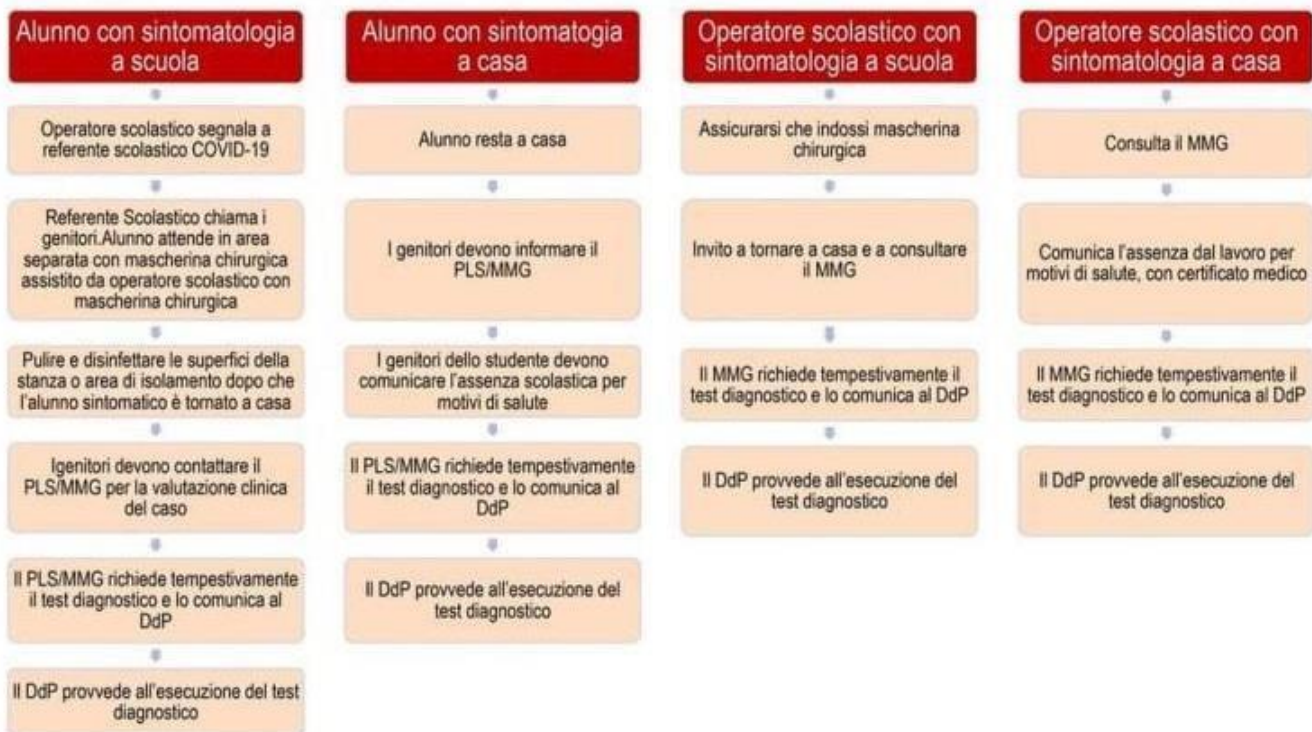 Alunno con sintomatologia
a scuola
Operatore scolastico segnala a
referente scolastico COVID-19
Referente Scolastico chiama i
genitori.Alunno attende in area
separata con mascherina chirurgica
assistito da operatore scolastico con
mascherina chirurgica
Pulire e disinfettare le superfici della
stanza o area di isolamento dopo che
l'alunno sintomatico è tornato a casa
Igenitori devono contattare il
PLS/MMG per la valutazione clinica
del caso
Il PLS/MMG richiede tempestivamente
il test diagnostico e lo comunica al
DdP
Il DdP provvede all'esecuzione del test
diagnostico
Alunno con sintomatogia
a casa
Alunno resta a casa
I genitori devono informare il
PLS/MMG
I genitori dello studente devono
comunicare l'assenza scolastica per
motivi di salute
Il PLS/MMG richiede tempestivamente
il test diagnostico e lo comunica al
DdP
Il DdP provvede all'esecuzione del
test diagnostico
Operatore scolastico con
sintomatologia a scuola
Assicurarsi che indossi mascherina
chirurgica
Invito a tornare a casa e a consultare
il MMG
Il MMG richiede tempestivamente il
test diagnostico e lo comunica al DdP
Il DdP provvede all'esecuzione del
test diagnostico
Operatore scolastico con
sintomatologia a casa
Consulta il MMG
Comunica l'assenza dal lavoro per
motivi di salute, con certificato medico
Il MMG richiede tempestivamente il
test diagnostico e lo comunica al DdP
Il DdP provvede all'esecuzione del
test diagnostico